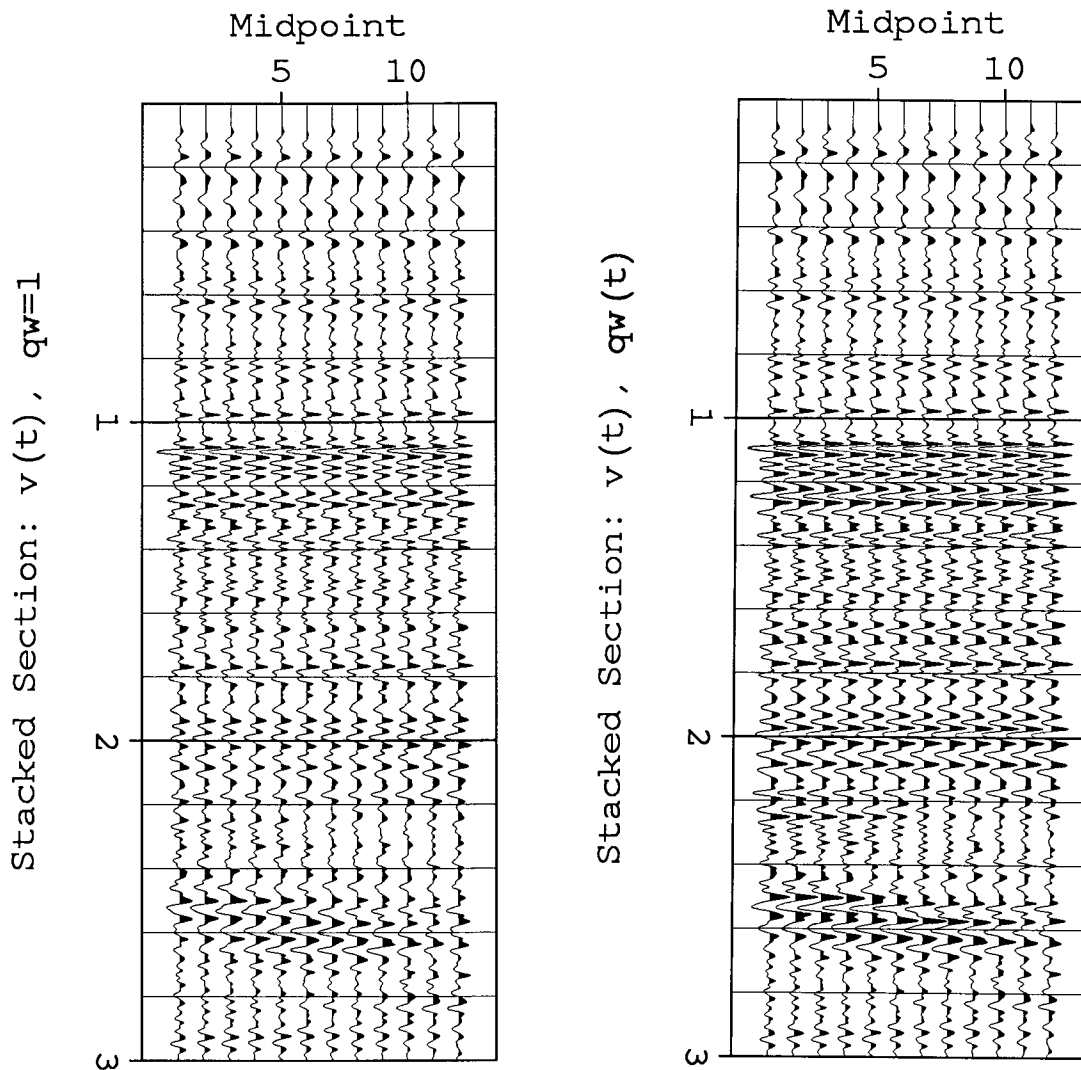 Midpoint
5 10
Stacked Section: v(t), qw=1
1
2
3
Midpoint
5 10
Stacked Section: v(t), qw(t)
1
2
3